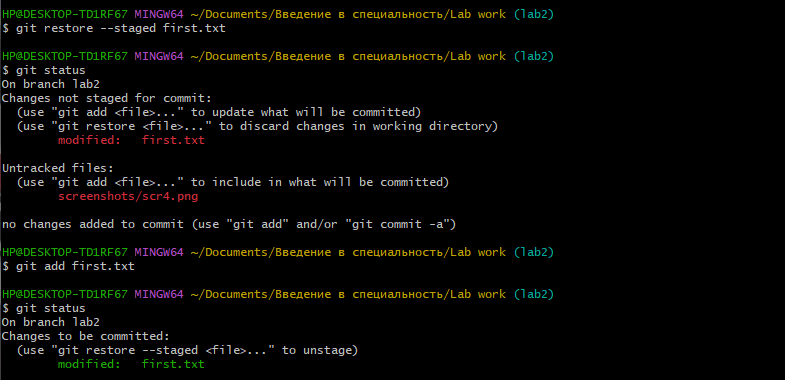 HP@DESKTOP-TD1RF67 MINGW64 ~/Documents/Введение в специальность/Lab work (lab2)
$ git restore --staged first.txt
HP@DESKTOP-TD1RF67 MINGW64 ~/Documents/Введение в специальность/Lab work (lab2)
$ git status
On branch lab2
Changes not staged for commit:
  (use "git add <file>..." to update what will be committed)
  (use "git restore <file>..." to discard changes in working directory)
        modified:   first.txt
Untracked files:
  (use "git add <file>..." to include in what will be committed)
        screenshots/scr4.png
no changes added to commit (use "git add" and/or "git commit -a")
HP@DESKTOP-TD1RF67 MINGW64 ~/Documents/Введение в специальность/Lab work (lab2)
$ git add first.txt
HP@DESKTOP-TD1RF67 MINGW64 ~/Documents/Введение в специальность/Lab work (lab2)
$ git status
On branch lab2
Changes to be committed:
  (use "git restore --staged <file>..." to unstage)
        modified:   first.txt